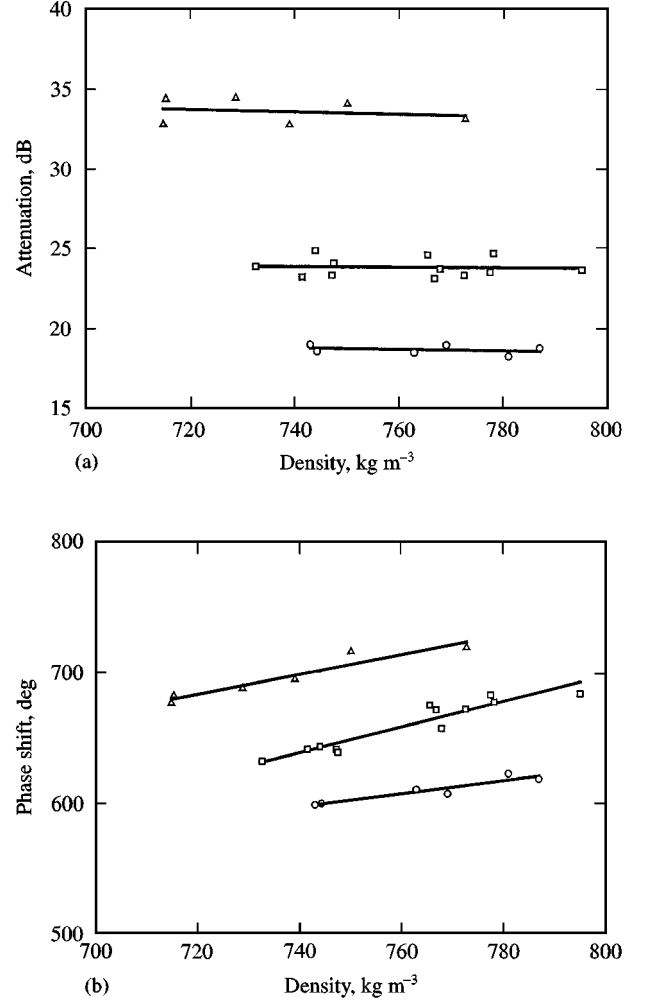 40
35
30
25
20
15
Attenuation, dB
700 720 740 760 780 800
(a) Density, kg m⁻³
800
700
600
500
Phase shift, deg
700 720 740 760 780 800
(b) Density, kg m⁻³